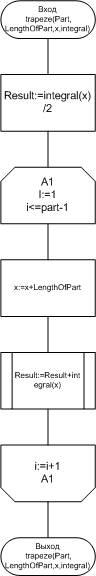 Вход
trapeze(Part,
LengthOfPart,x,integral)
Result:=integral(x)
/2
A1
I:=1
i<=part-1
x:=x+LengthOfPart
Result:=Result+int
egral(x)
i:=i+1
A1
Выход
trapeze(Part,
LengthOfPart,x,integral)